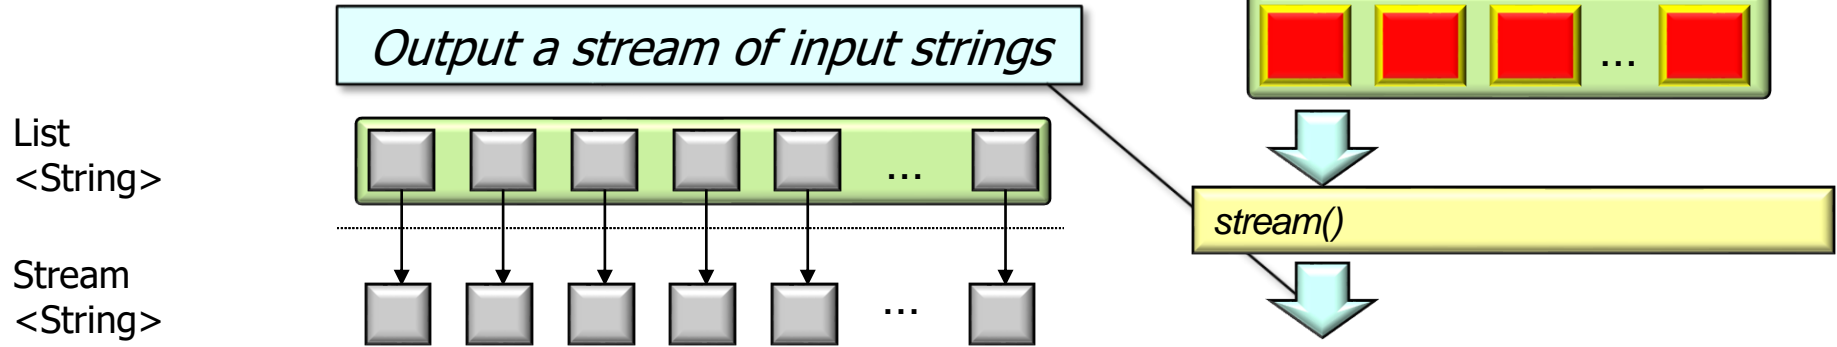 Output a stream of input strings
...
List
<String>
...
stream()
Stream
<String>
...